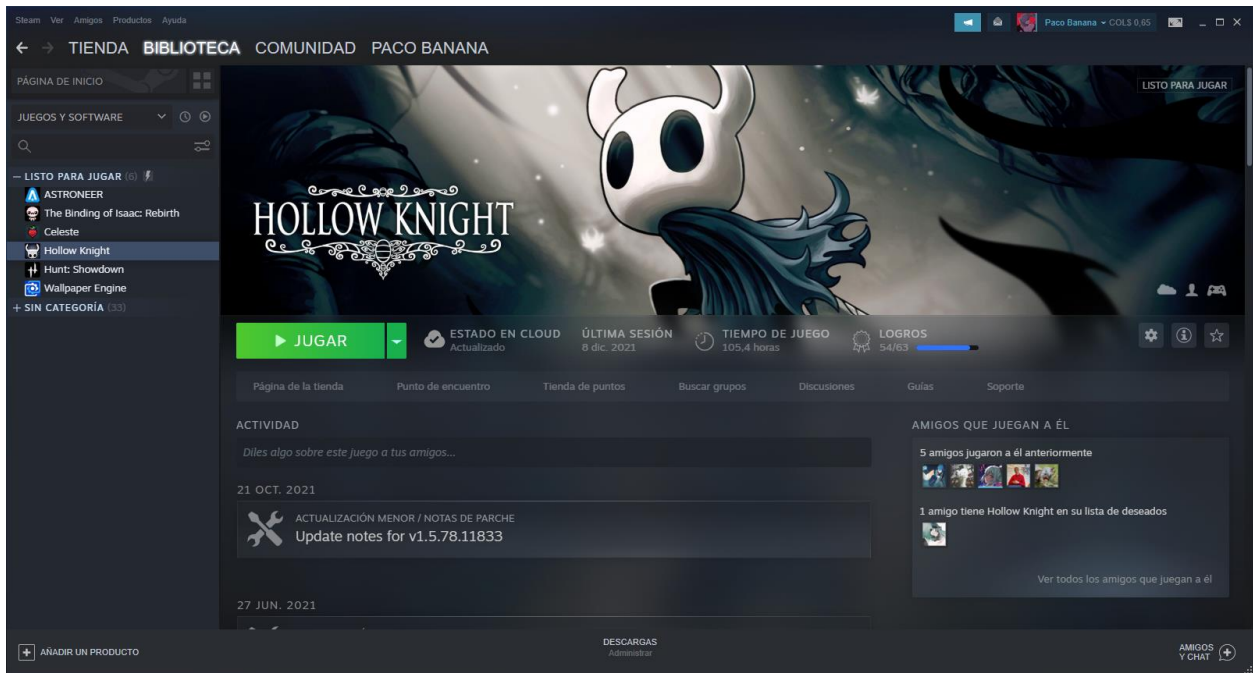 Steam Ver Amigos Productos Ayuda
Paco Banana COL$ 0,65
TIENDA BIBLIOTECA COMUNIDAD PACO BANANA
PÁGINA DE INICIO
LISTO PARA JUGAR
JUEGOS Y SOFTWARE
LISTO PARA JUGAR (6)
ASTRONEER
The Binding of Isaac: Rebirth
Celeste
Hollow Knight
Hunt: Showdown
Wallpaper Engine
SIN CATEGORÍA (33)
HOLLOW KNIGHT
JUGAR
ESTADO EN CLOUD
Actualizado
ÚLTIMA SESIÓN
8 dic. 2021
TIEMPO DE JUEGO
105,4 horas
LOGROS
54/63
Página de la tienda Punto de encuentro Tienda de puntos Buscar grupos Discusiones Guías Soporte
ACTIVIDAD
Diles algo sobre este juego a tus amigos...
21 OCT. 2021
ACTUALIZACIÓN MENOR / NOTAS DE PARCHE
Update notes for v1.5.78.11833
27 JUN. 2021
AMIGOS QUE JUEGAN A ÉL
5 amigos jugaron a él anteriormente
1 amigo tiene Hollow Knight en su lista de deseados
Ver todos los amigos que juegan a él
AÑADIR UN PRODUCTO
DESCARGAS
Administrar
AMIGOS
Y CHAT